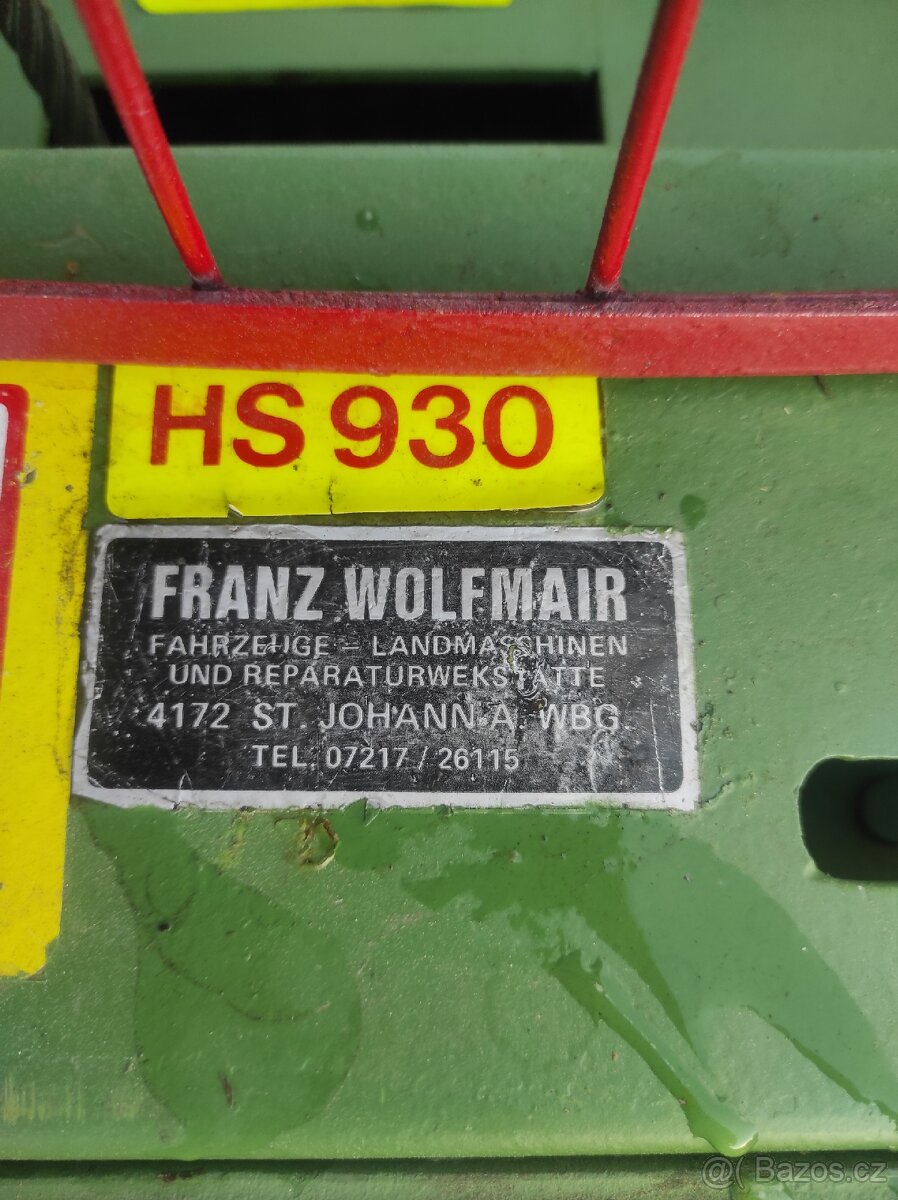 HS 930
FRANZ WOLFMAIR
FAHRZEUGE – LANDMASCHINEN
UND REPARATURWEKSTÄTTE
4172 ST. JOHANN A. WBG.
TEL. 07217 / 26115
@ Bazos.cz